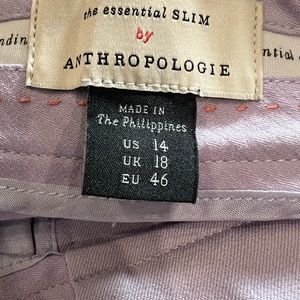 the essential SLIM
by
ANTHROPOLOGIE
MADE IN
The Philippines
US 14
UK 18
EU 46